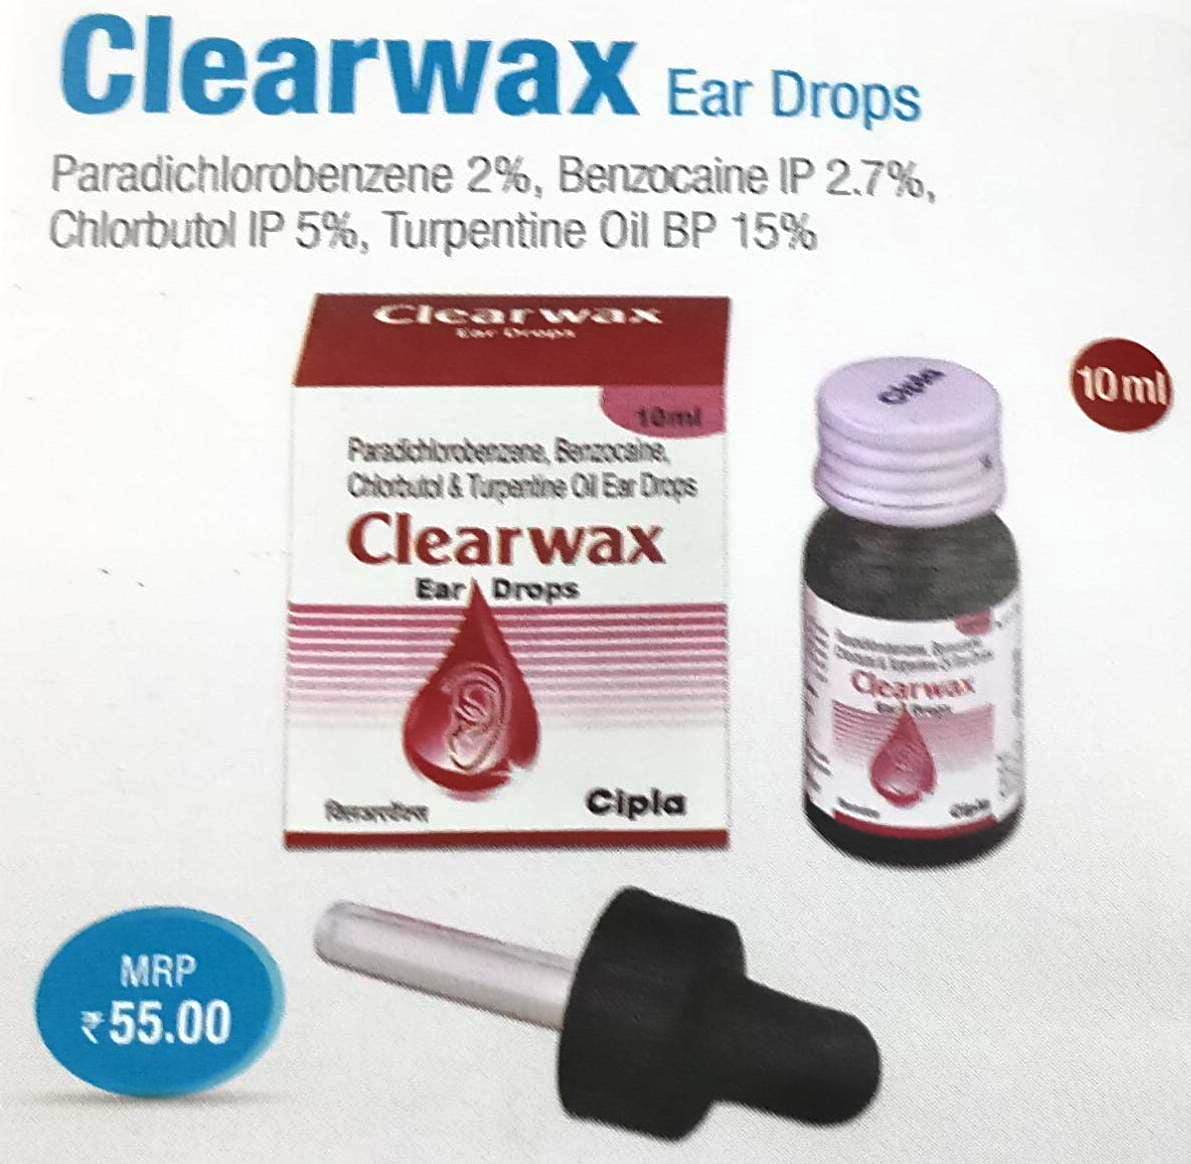 Clearwax Ear Drops
Paradichlorobenzene 2%, Benzocaine IP 2.7%,
Chlorbutol IP 5%, Turpentine Oil BP 15%
Clearwax
Ear Drops
10ml
Paradichlorobenzene, Benzocaine,
Chlorbutol & Turpentine Oil Ear Drops
Clearwax
Ear Drops
Cipla
Cipla
Clearwax
Ear Drops
Cipla
10 ml
MRP
₹55.00